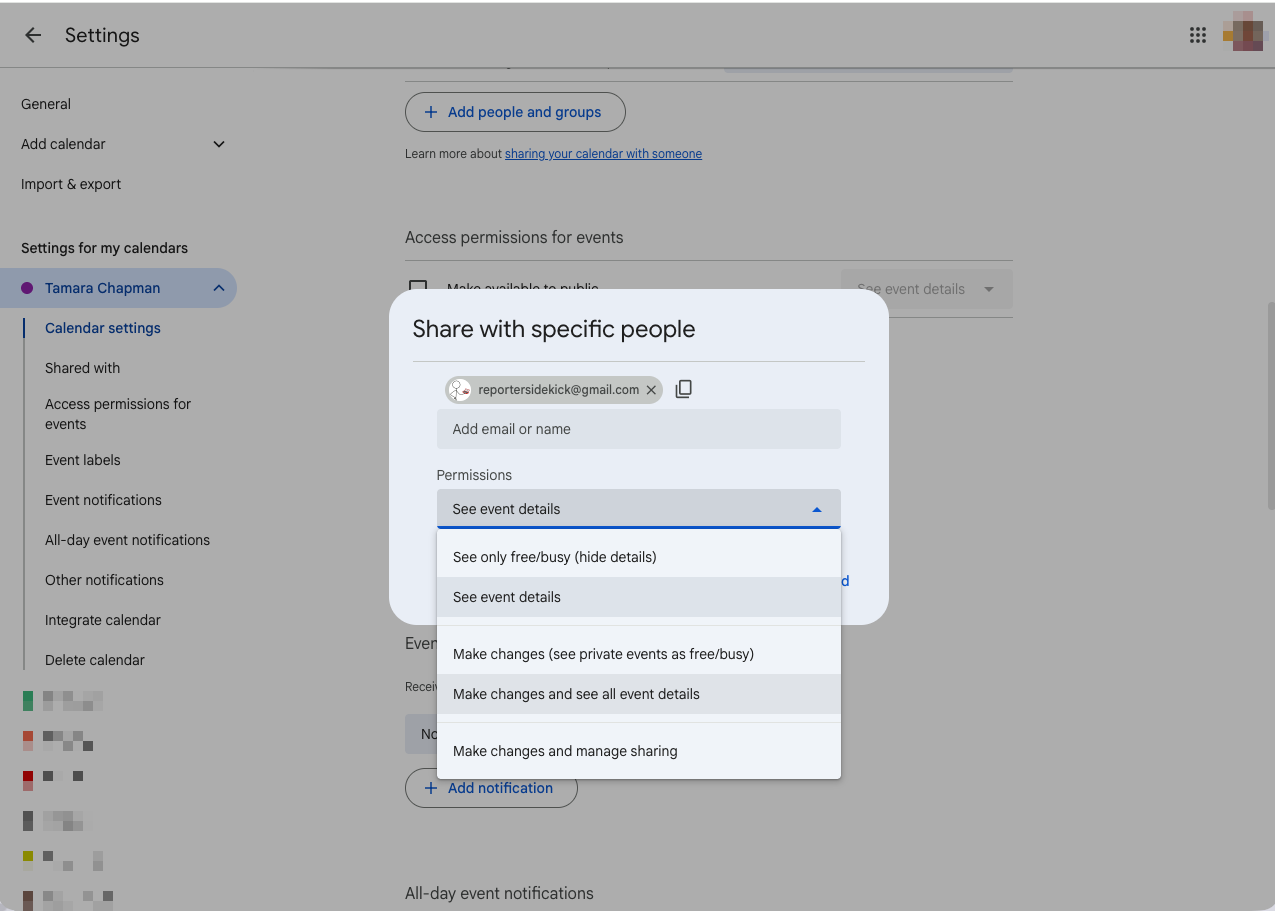 Settings
General
Add calendar
Import & export
Settings for my calendars
Tamara Chapman
Calendar settings
Shared with
Access permissions for
events
Event labels
Event notifications
All-day event notifications
Other notifications
Integrate calendar
Delete calendar
Add people and groups
Learn more about sharing your calendar with someone
Access permissions for events
Make available to public
See event details
Share with specific people
reportersidekick@gmail.com
Add email or name
Permissions
See event details
See only free/busy (hide details)
See event details
Make changes (see private events as free/busy)
Make changes and see all event details
Make changes and manage sharing
Add notification
All-day event notifications